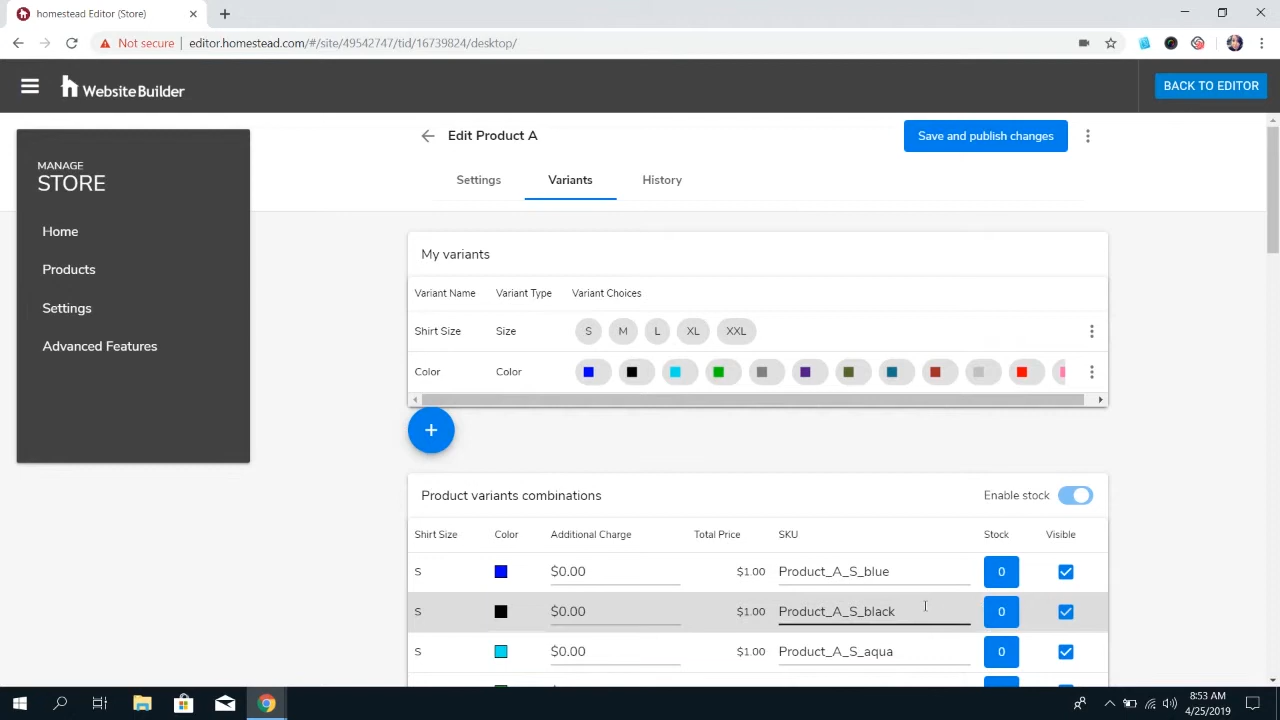 homestead Editor (Store)
Not secure editor.homestead.com/#/site/49542747/tid/16739824/desktop/
WebsiteBuilder
BACK TO EDITOR
MANAGE
STORE
Home
Products
Settings
Advanced Features
Edit Product A
Save and publish changes
Settings Variants History
My variants
Variant Name Variant Type Variant Choices
Shirt Size Size S M L XL XXL
Color Color
+
Product variants combinations Enable stock
Shirt Size Color Additional Charge Total Price SKU Stock Visible
S $0.00 $1.00 Product_A_S_blue 0
S $0.00 $1.00 Product_A_S_black 0
S $0.00 $1.00 Product_A_S_aqua 0
8:53 AM
4/25/2019